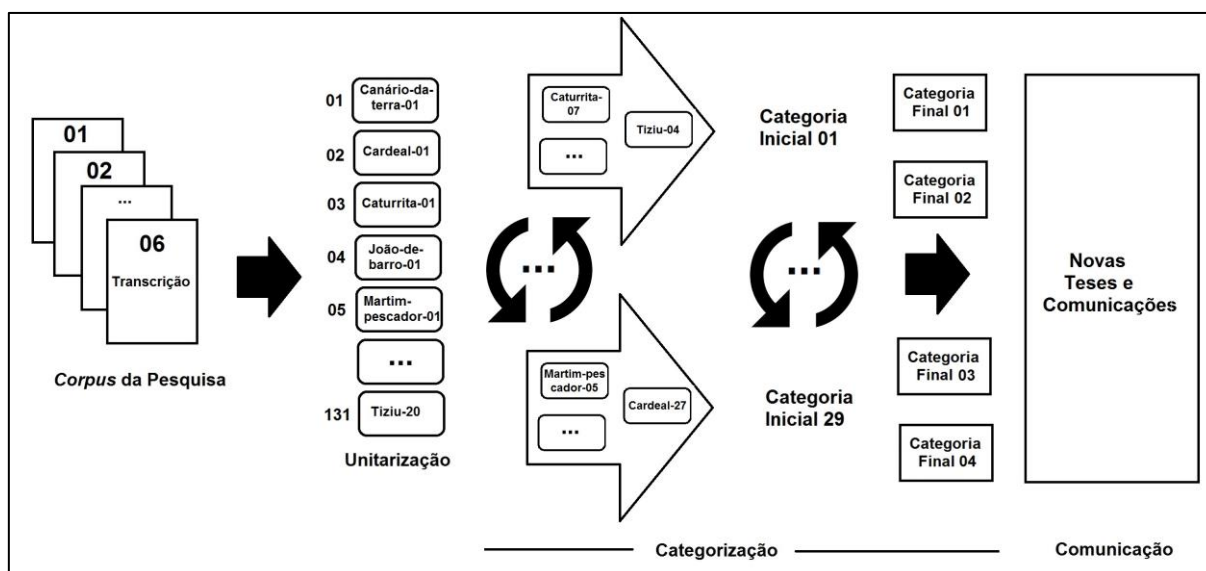 01
02
...
06
Transcrição
Corpus da Pesquisa
01
Canário-da-
terra-01
02
Cardeal-01
03
Caturrita-01
04
João-de-
barro-01
05
Martim-
pescador-01
...
131
Tiziu-20
Unitarização
Caturrita-
07
Tiziu-04
...
...
Martim-pes
cador-05
Cardeal-27
...
Categoria
Inicial 01
...
Categoria
Inicial 29
Categoria
Final 01
Categoria
Final 02
Categoria
Final 03
Categoria
Final 04
Categorização
Novas
Teses e
Comunicações
Comunicação